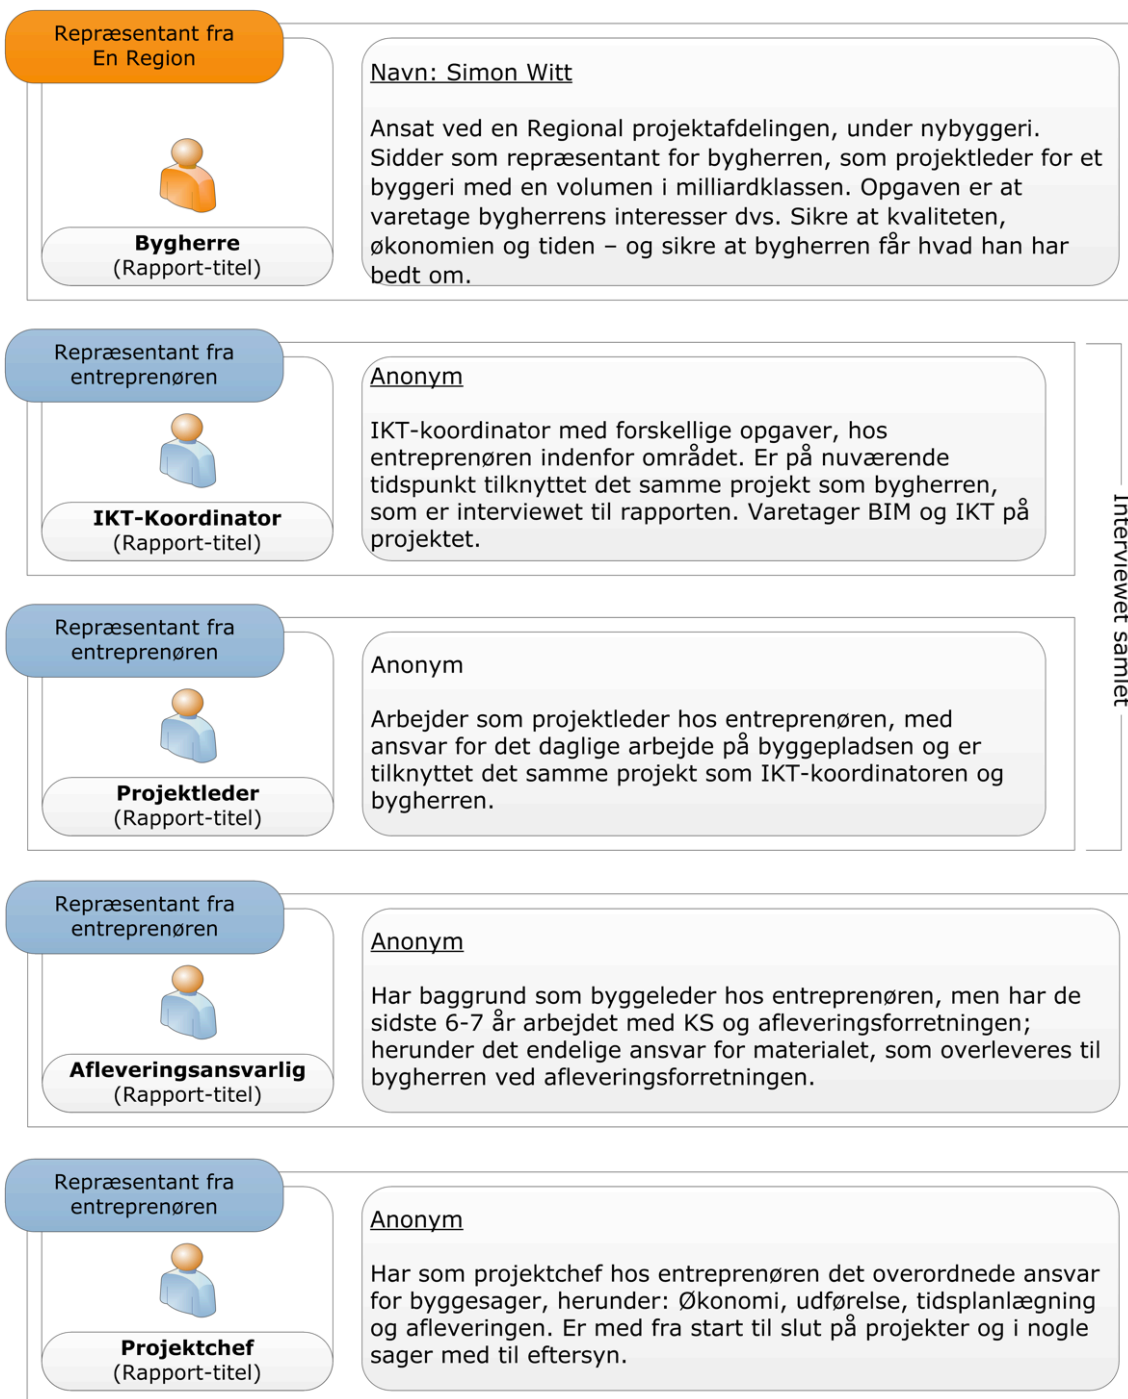 Repræsentant fra
En Region
Bygherre
(Rapport-titel)
Navn: Simon Witt
Ansat ved en Regional projektafdelingen, under nybyggeri.
Sidder som repræsentant for bygherren, som projektleder for et
byggeri med en volumen i milliardklassen. Opgaven er at
varetage bygherrens interesser dvs. Sikre at kvaliteten,
økonomien og tiden – og sikre at bygherren får hvad han har
bedt om.
Repræsentant fra
entreprenøren
IKT-Koordinator
(Rapport-titel)
Anonym
IKT-koordinator med forskellige opgaver, hos
entreprenøren indenfor området. Er på nuværende
tidspunkt tilknyttet det samme projekt som bygherren,
som er interviewet til rapporten. Varetager BIM og IKT på
projektet.
Repræsentant fra
entreprenøren
Projektleder
(Rapport-titel)
Anonym
Arbejder som projektleder hos entreprenøren, med
ansvar for det daglige arbejde på byggepladsen og er
tilknyttet det samme projekt som IKT-koordinatoren og
bygherren.
Interviewet samlet
Repræsentant fra
entreprenøren
Afleveringsansvarlig
(Rapport-titel)
Anonym
Har baggrund som byggeleder hos entreprenøren, men har de
sidste 6-7 år arbejdet med KS og afleveringsforretningen;
herunder det endelige ansvar for materialet, som overleveres til
bygherren ved afleveringsforretningen.
Repræsentant fra
entreprenøren
Projektchef
(Rapport-titel)
Anonym
Har som projektchef hos entreprenøren det overordnede ansvar
for byggesager, herunder: Økonomi, udførelse, tidsplanlægning
og afleveringen. Er med fra start til slut på projekter og i nogle
sager med til eftersyn.